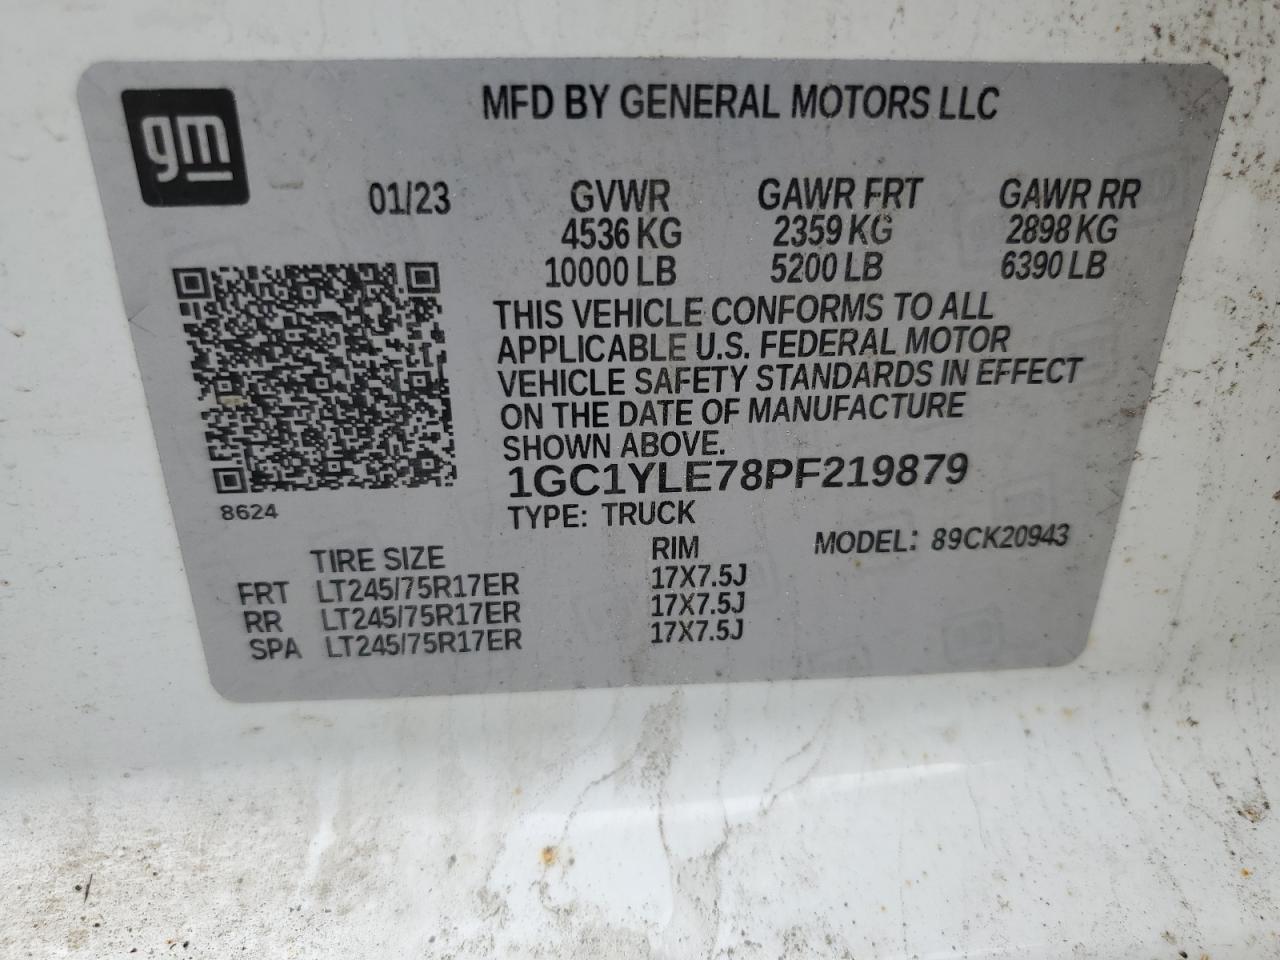 gm
MFD BY GENERAL MOTORS LLC
01/23 GVWR GAWR FRT GAWR RR
4536 KG 2359 KG 2898 KG
10000 LB 5200 LB 6390 LB
THIS VEHICLE CONFORMS TO ALL
APPLICABLE U.S. FEDERAL MOTOR
VEHICLE SAFETY STANDARDS IN EFFECT
ON THE DATE OF MANUFACTURE
SHOWN ABOVE.
1GC1YLE78PF219879
8624
TYPE: TRUCK
TIRE SIZE RIM MODEL: 89CK20943
FRT LT245/75R17ER 17X7.5J
RR LT245/75R17ER 17X7.5J
SPA LT245/75R17ER 17X7.5J